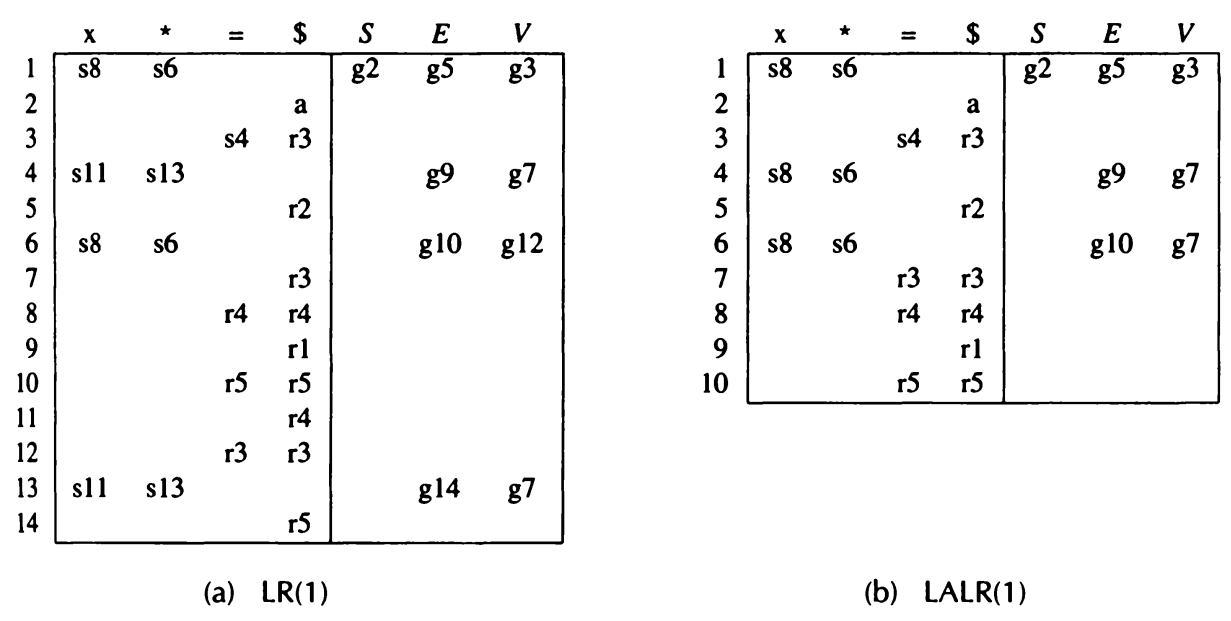 x * = $ S E V
1 s8 s6 g2 g5 g3
2 a
3 s4 r3
4 s11 s13 g9 g7
5 r2
6 s8 s6 g10 g12
7 r3
8 r4 r4
9 r1
10 r5 r5
11 r4
12 r3 r3
13 s11 s13 g14 g7
14 r5
(a) LR(1)
x * = $ S E V
1 s8 s6 g2 g5 g3
2 a
3 s4 r3
4 s8 s6 g9 g7
5 r2
6 s8 s6 g10 g7
7 r3 r3
8 r4 r4
9 r1
10 r5 r5
(b) LALR(1)